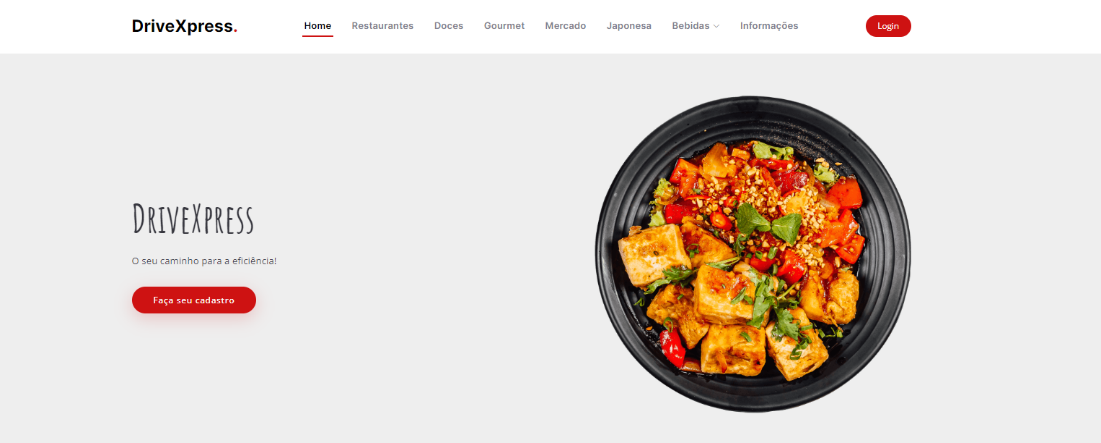 DriveXpress.
Home Restaurantes Doces Gourmet Mercado Japonesa Bebidas Informações
Login
DriveXpress
O seu caminho para a eficiência!
Faça seu cadastro